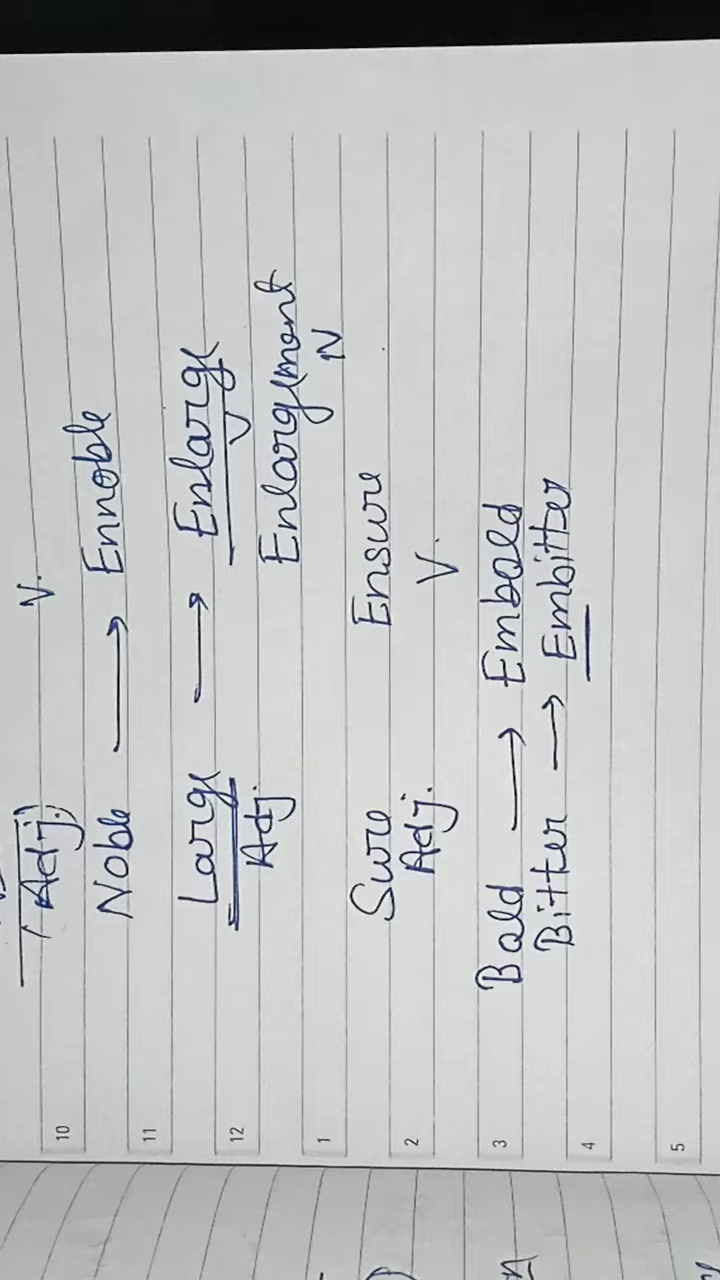 (Adj.) V.
10
Noble → Ennoble
11
Large → Enlarge
12 Adj. V Enlargement
1 N
Sure Ensure
2 Adj. V.
3 Bold → Embold
Bitter → Embitter
4
5